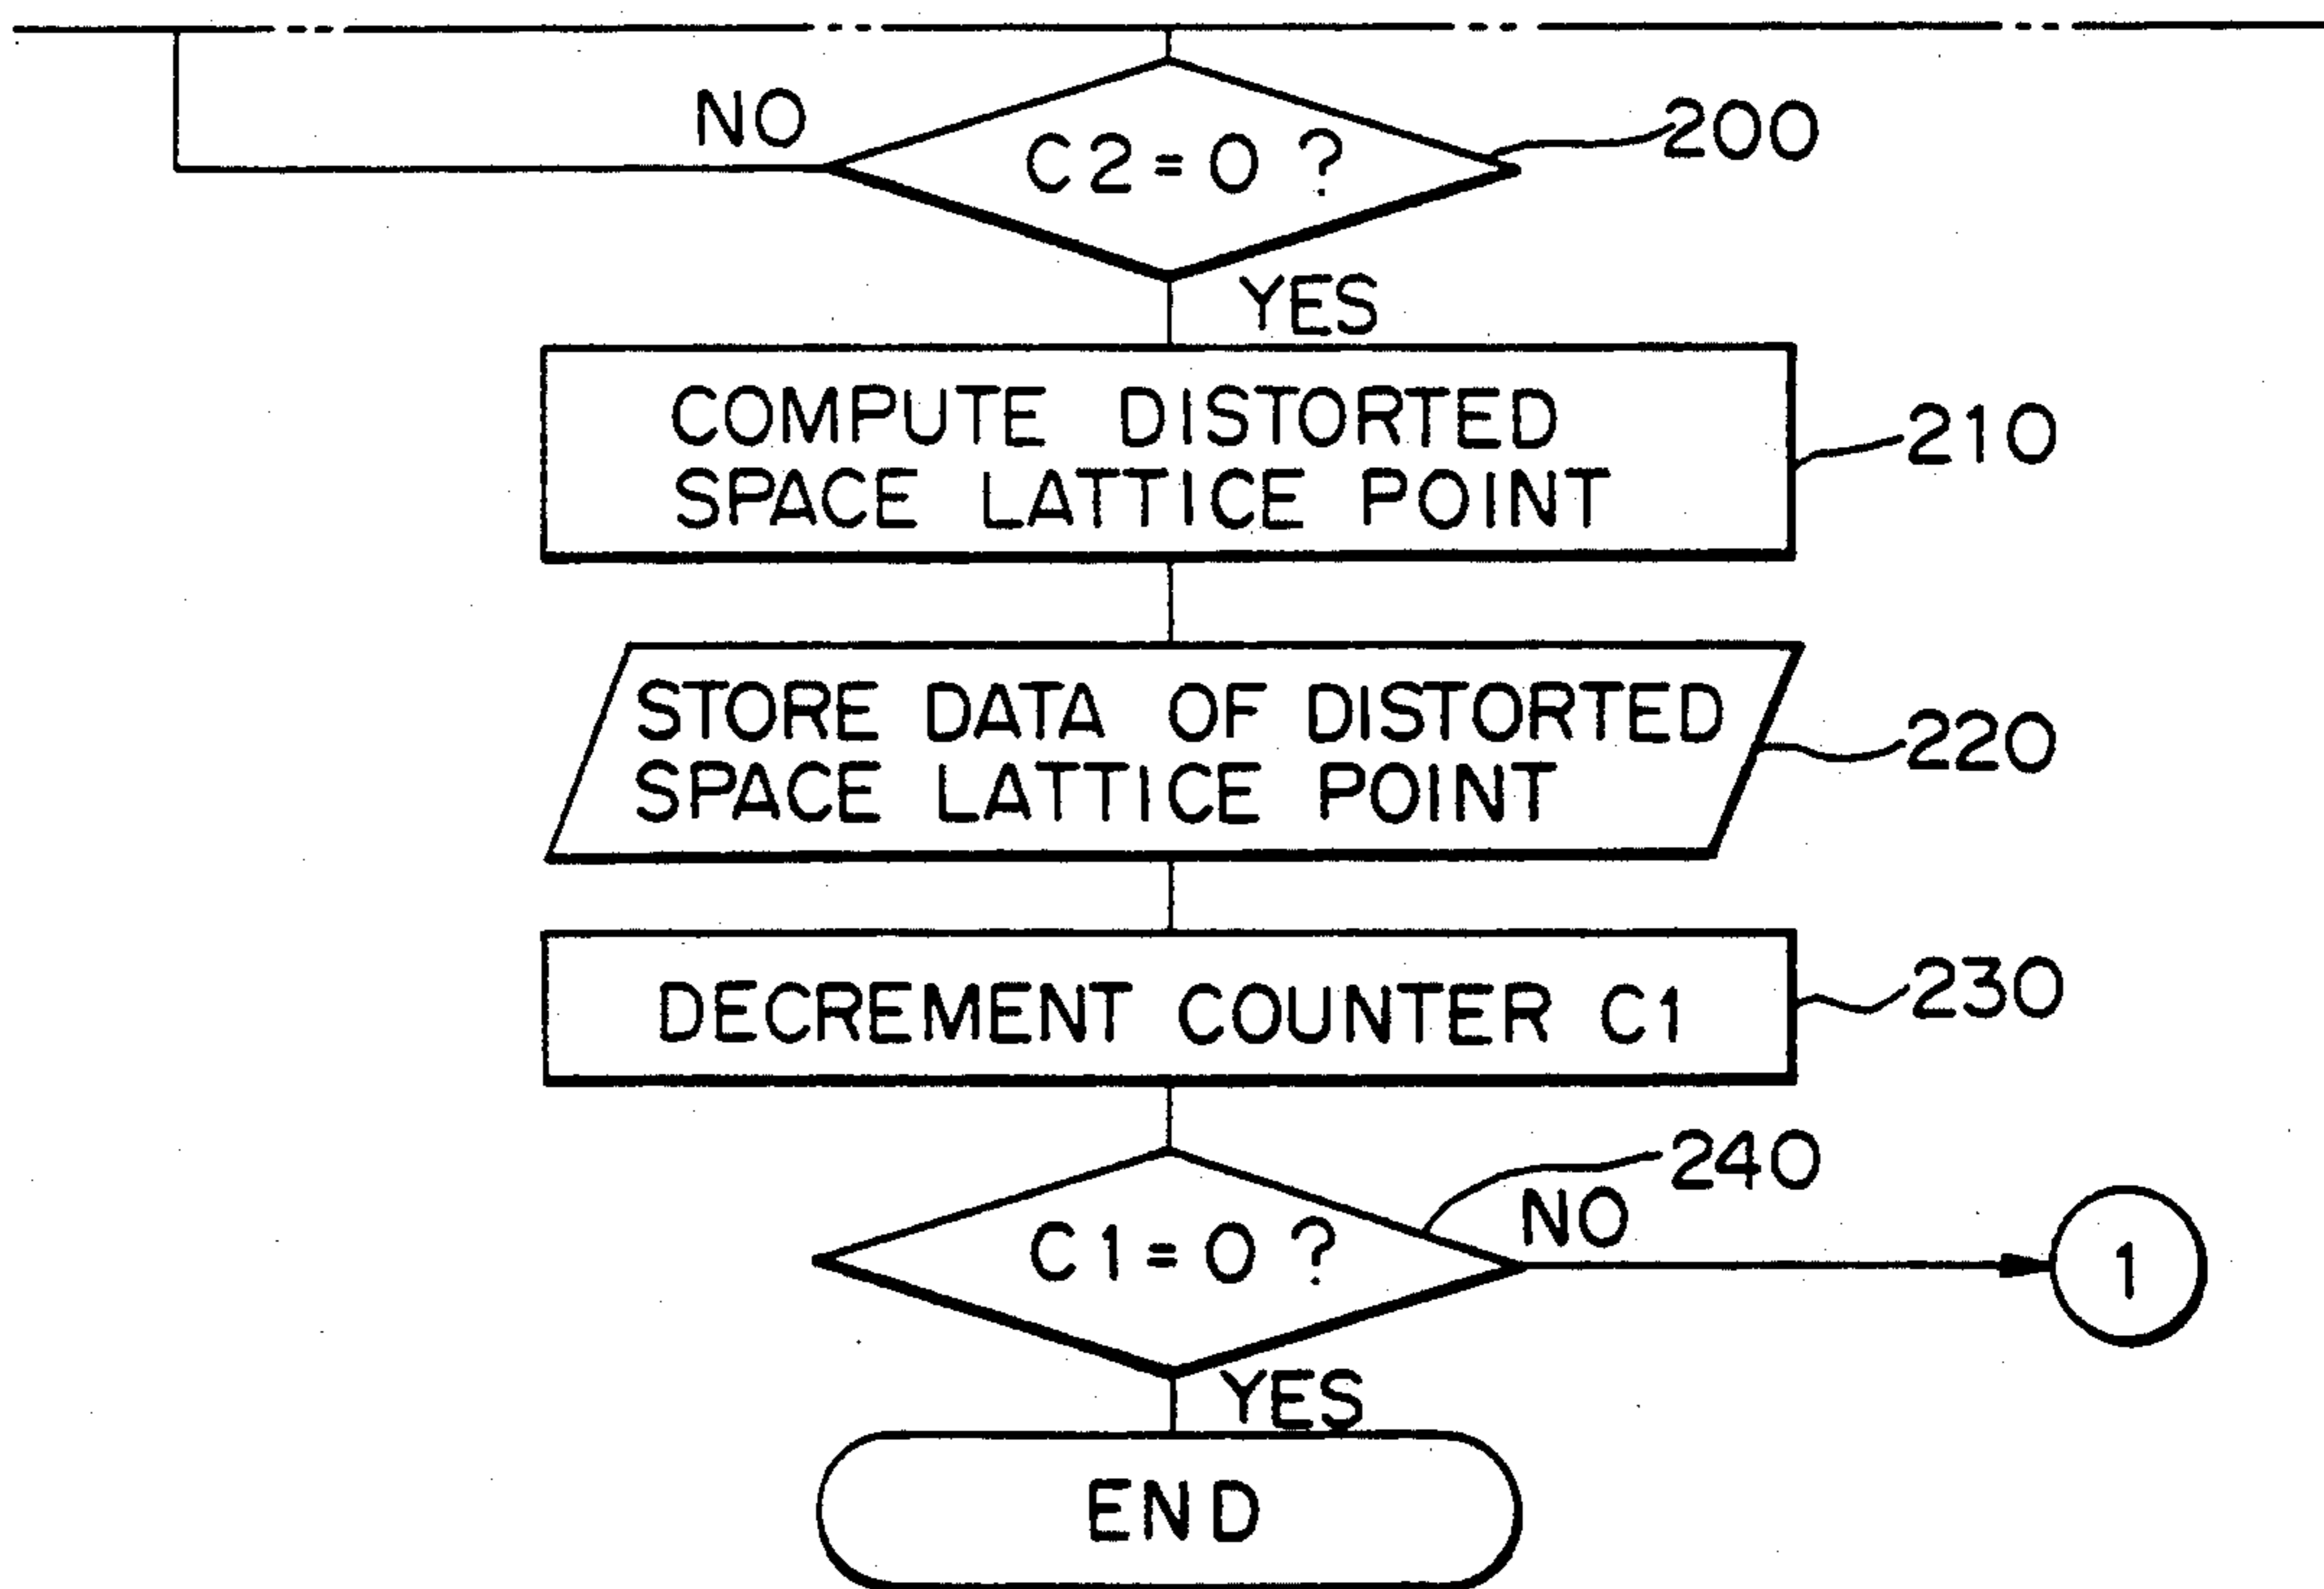 NO
C2=0?
200
YES
COMPUTE DISTORTED
SPACE LATTICE POINT
210
STORE DATA OF DISTORTED
SPACE LATTICE POINT
220
DECREMENT COUNTER C1
230
240
C1=0?
NO
1
YES
END